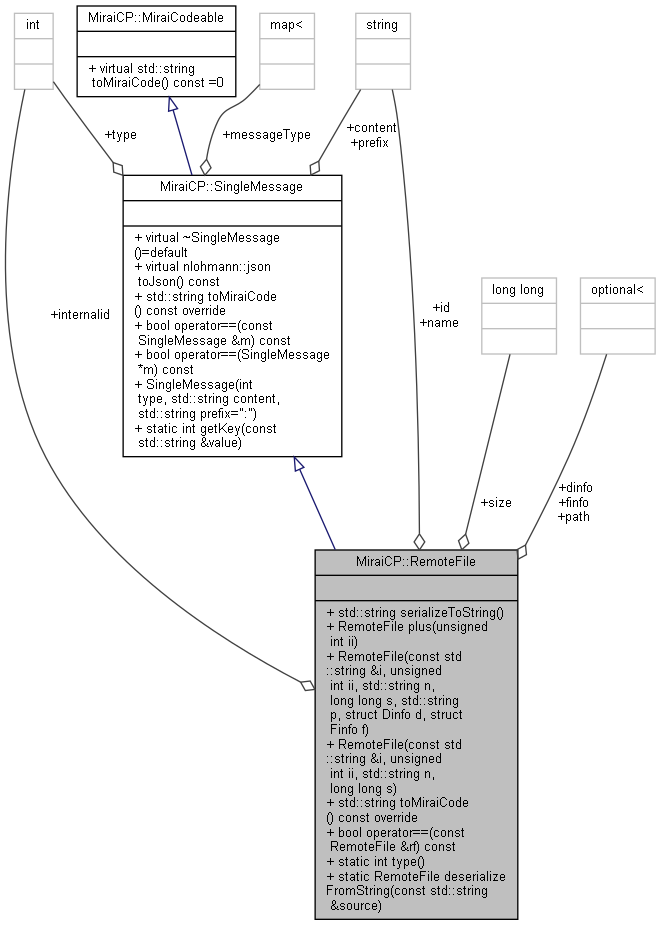 int
MiraiCP::MiraiCodeable
+ virtual std::string
toMiraiCode() const =0
map<
string
+type
+messageType
+content
+prefix
MiraiCP::SingleMessage
+ virtual ~SingleMessage
()=default
+ virtual nlohmann::json
toJson() const
+ std::string toMiraiCode
() const override
+ bool operator==(const
SingleMessage &m) const
+ bool operator==(SingleMessage
*m) const
+ SingleMessage(int
type, std::string content,
std::string prefix=":")
+ static int getKey(const
std::string &value)
long long
optional<
+internalid
+id
+name
+size
+dinfo
+finfo
+path
MiraiCP::RemoteFile
+ std::string serializeToString()
+ RemoteFile plus(unsigned
int ii)
+ RemoteFile(const std
::string &i, unsigned
int ii, std::string n,
long long s, std::string
p, struct Dinfo d, struct
Finfo f)
+ RemoteFile(const std
::string &i, unsigned
int ii, std::string n,
long long s)
+ std::string toMiraiCode
() const override
+ bool operator==(const
RemoteFile &rf) const
+ static int type()
+ static RemoteFile deserialize
FromString(const std::string
&source)